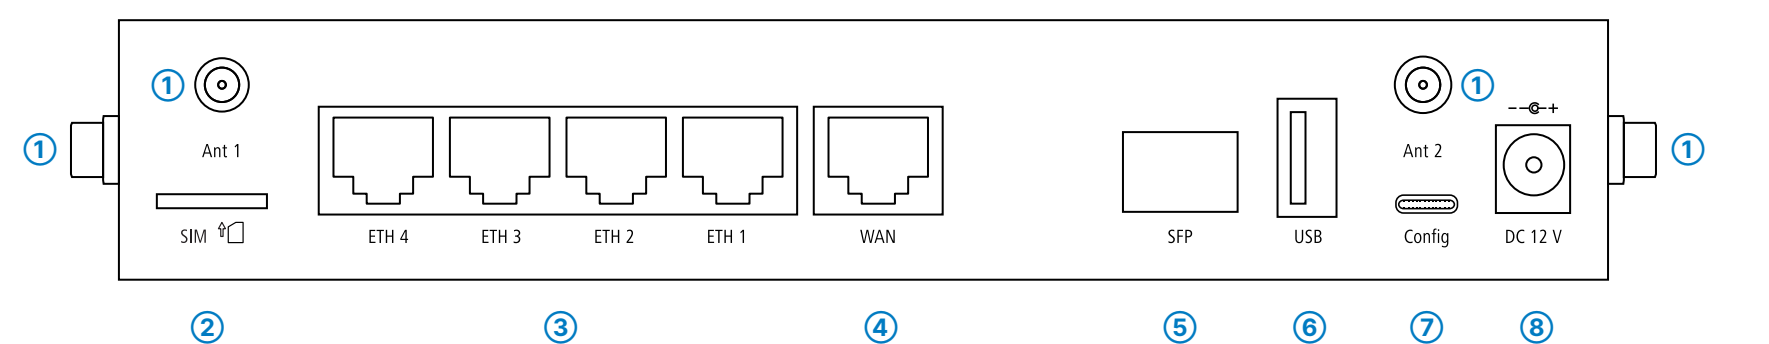 ① ①
① Ant 1 Ant 2 - + ①
SIM ETH 4 ETH 3 ETH 2 ETH 1 WAN SFP USB Config DC 12 V
② ③ ④ ⑤ ⑥ ⑦ ⑧